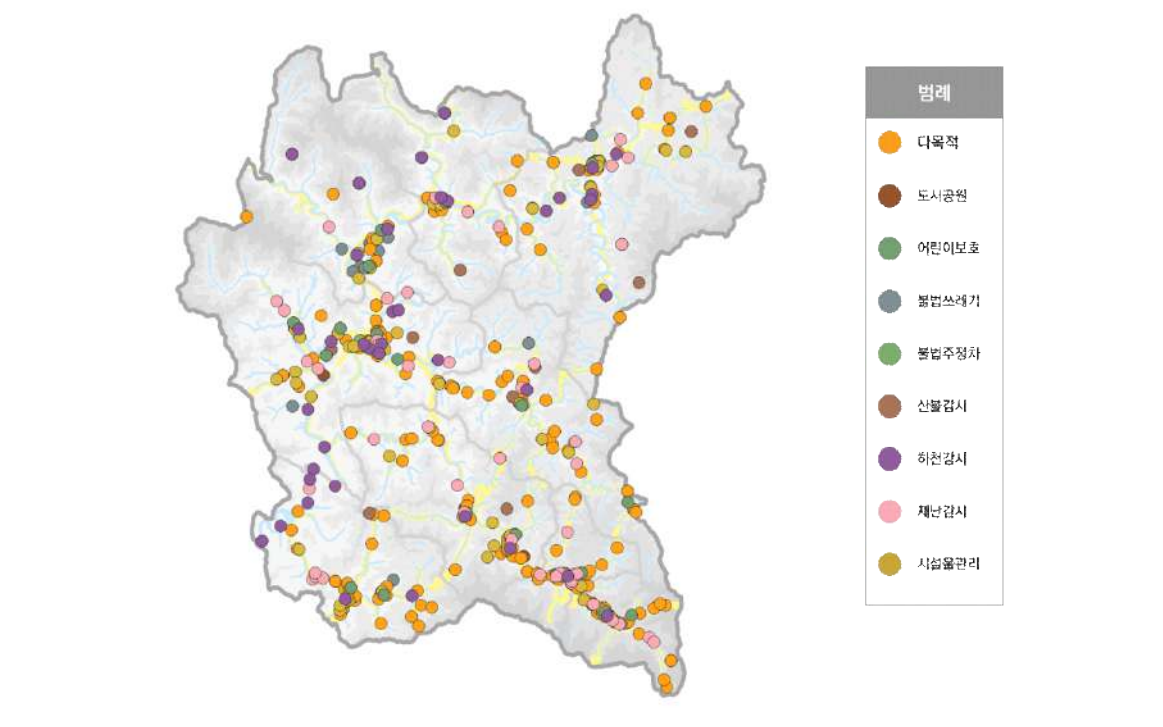 범례
다목적
도시공원
어린이보호
불법쓰레기
불법주정차
산불감시
하천감시
재난감시
시설물관리